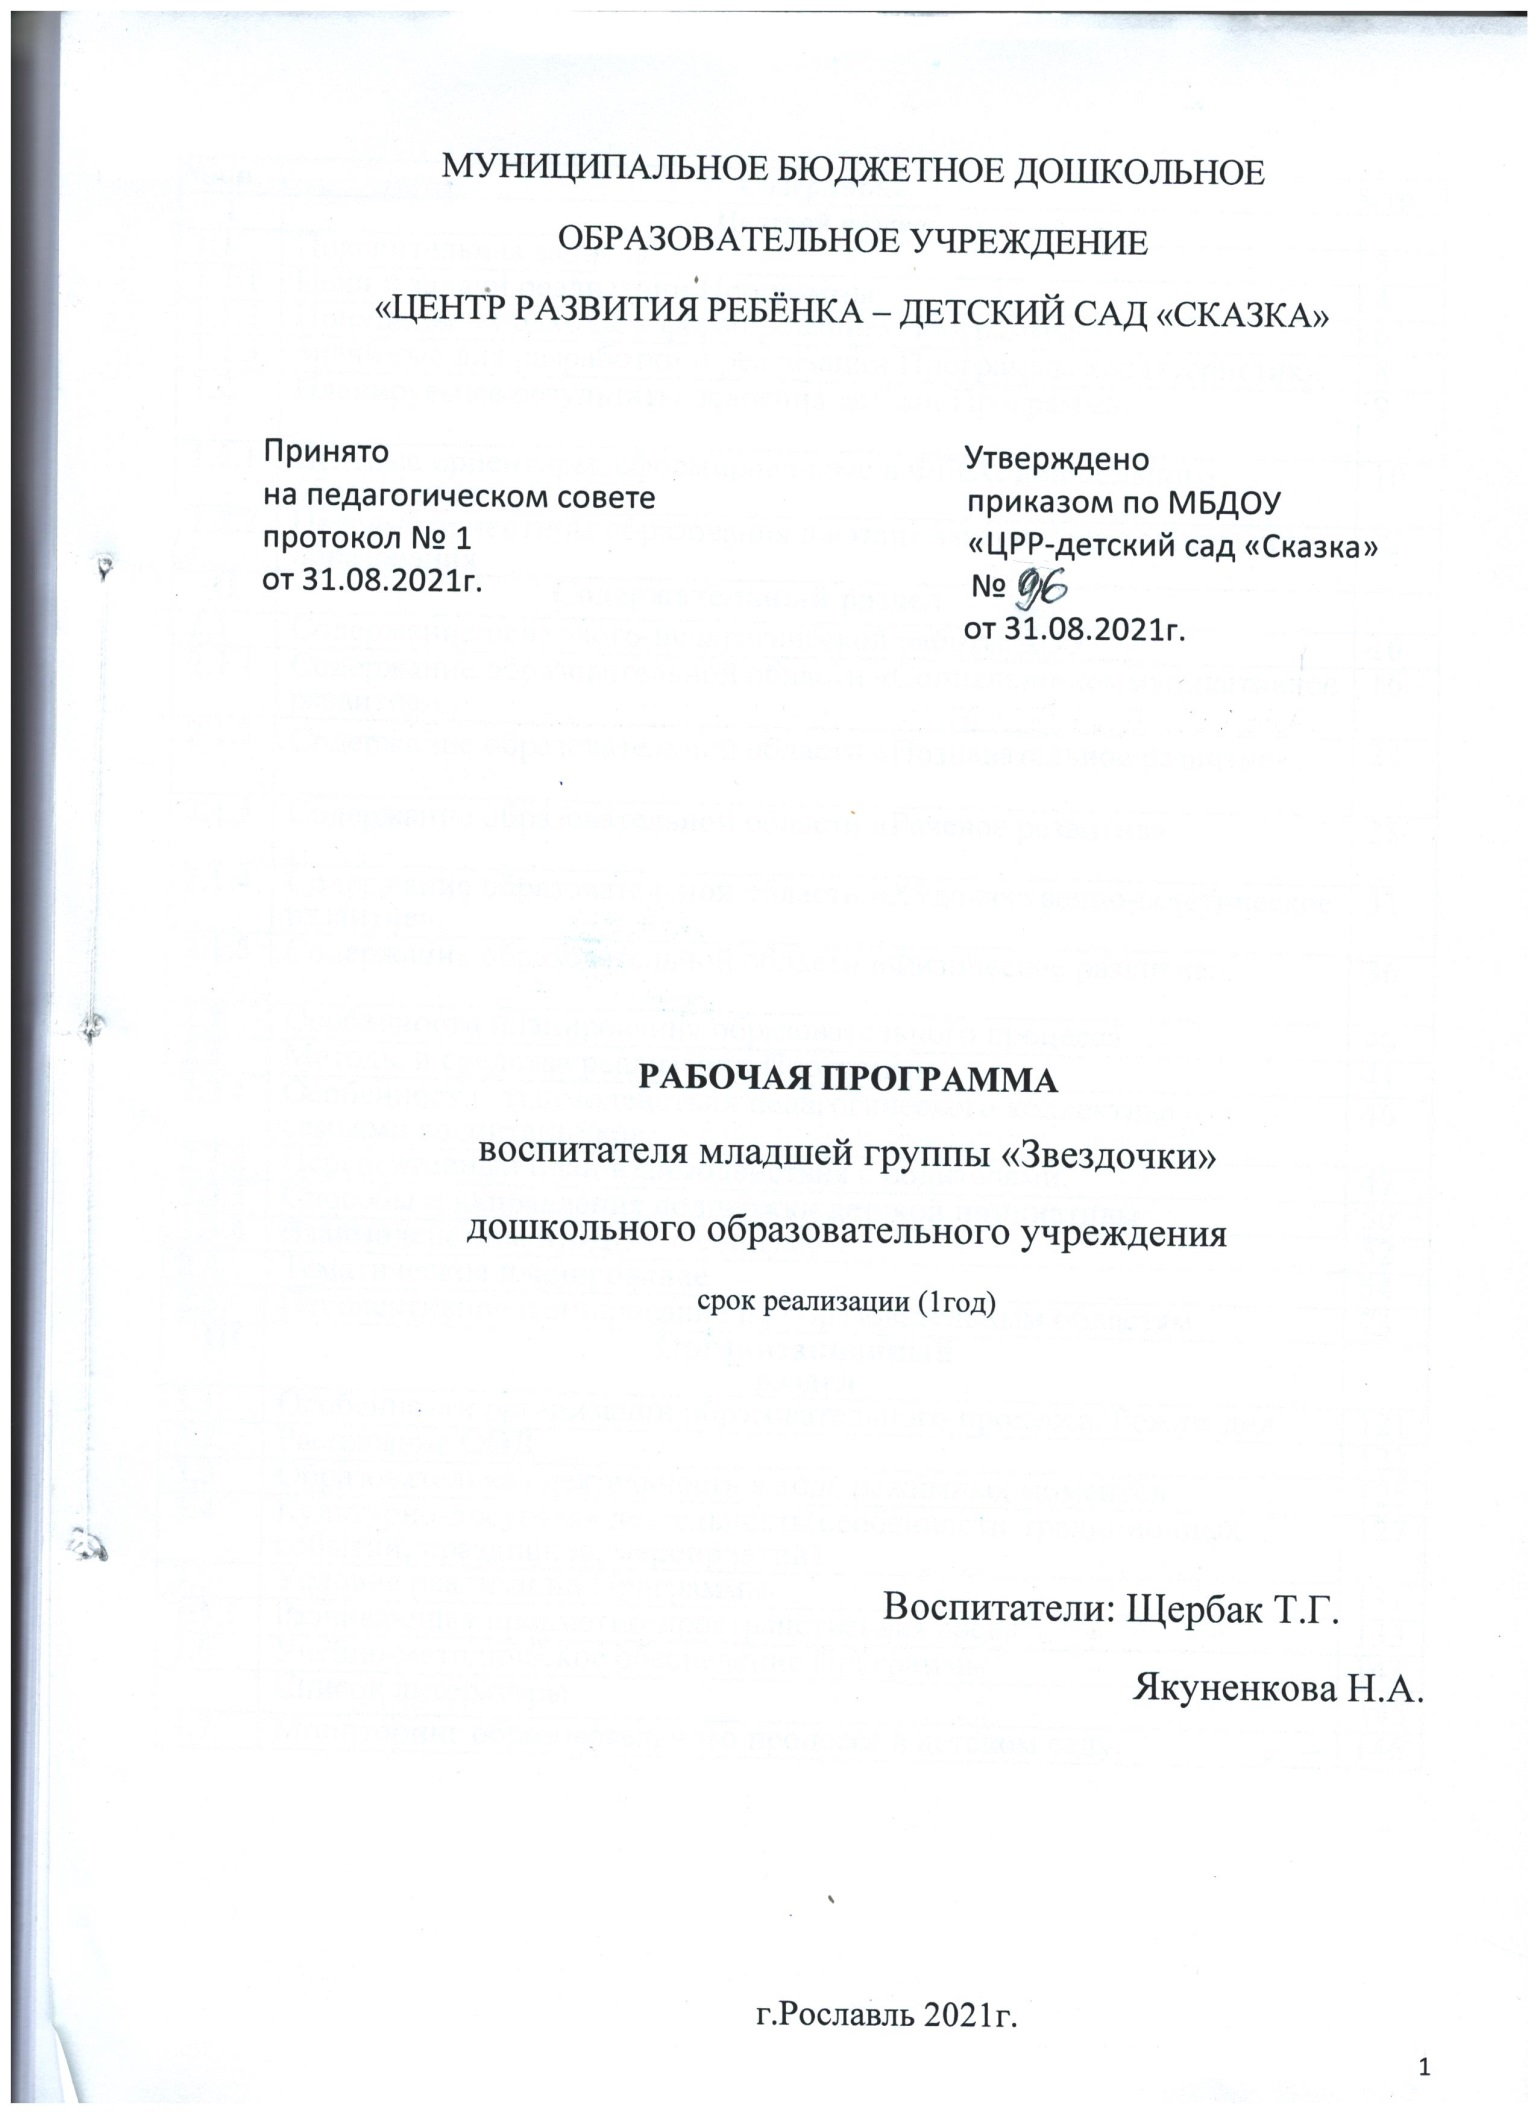 МУНИЦИПАЛЬНОЕ БЮДЖЕТНОЕ ДОШКОЛЬНОЕ
ОБРАЗОВАТЕЛЬНОЕ УЧРЕЖДЕНИЕ
«ЦЕНТР РАЗВИТИЯ РЕБЁНКА – ДЕТСКИЙ САД «СКАЗКА»
Принято
на педагогическом совете
протокол № 1
от 31.08.2021г.
Утверждено
приказом по МБДОУ
«ЦРР-детский сад «Сказка»
№ 96
от 31.08.2021г.
РАБОЧАЯ ПРОГРАММА
воспитателя младшей группы «Звездочки»
дошкольного образовательного учреждения
срок реализации (1год)
Воспитатели: Щербак Т.Г.
Якуненкова Н.А.
г.Рославль 2021г.
1